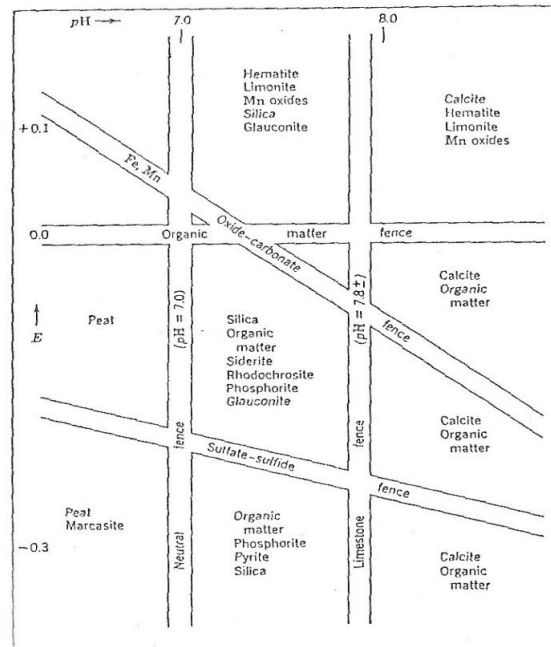 pH → 7.0 8.0
Hematite
Limonite
Mn oxides
Silica
Glauconite
Calcite
Hematite
Limonite
Mn oxides
+0.1
Fe, Mn
Oxide-carbonate
fence
0.0
Organic matter fence
(pH = 7.0)
(pH = 7.8±)
Calcite
Organic
matter
↑
E
Peat
Silica
Organic
matter
Siderite
Rhodochrosite
Phosphorite
Glauconite
Calcite
Organic
matter
fence
fence
Sulfate-sulfide
fence
Peat
Marcasite
-0.3
Neutral
Organic
matter
Phosphorite
Pyrite
Silica
Limestone
Calcite
Organic
matter